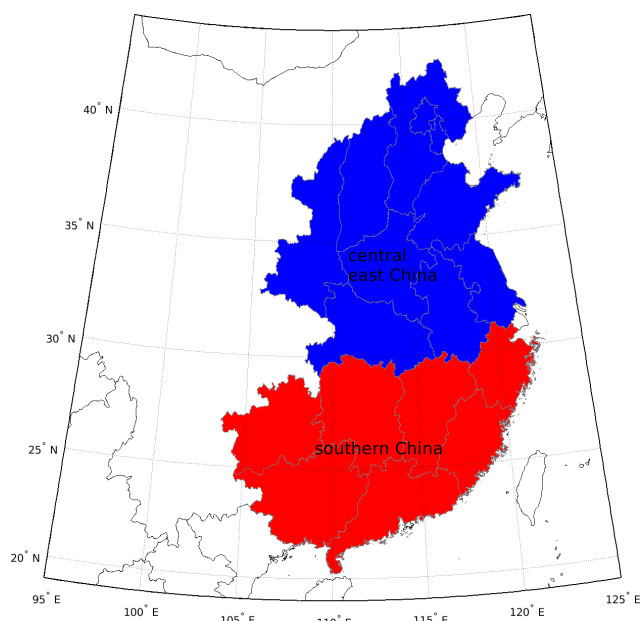 40° N
35° N
central
east China
30° N
southern China
25° N
20° N
95° E
100° E
105° E
110° E
115° E
120° E
125° E